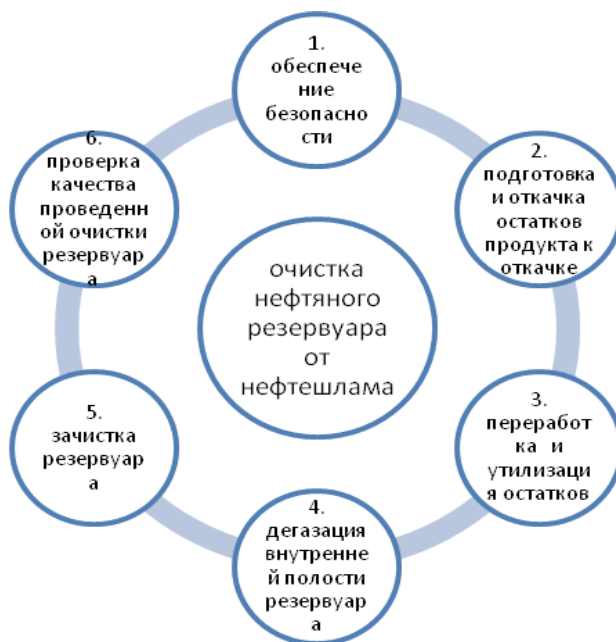 1.
обеспече
ние
безопасно
сти
2.
подготовка
и откачка
остатков
продукта к
откачке
3.
переработ
ка и
утилизаци
я остатков
4.
дегазация
внутренне
й полости
резервуар
а
5.
зачистка
резервуар
а
6.
проверка
качества
проведенн
ой очистки
резервуар
а
очистка
нефтяного
резервуара
от
нефтешлама